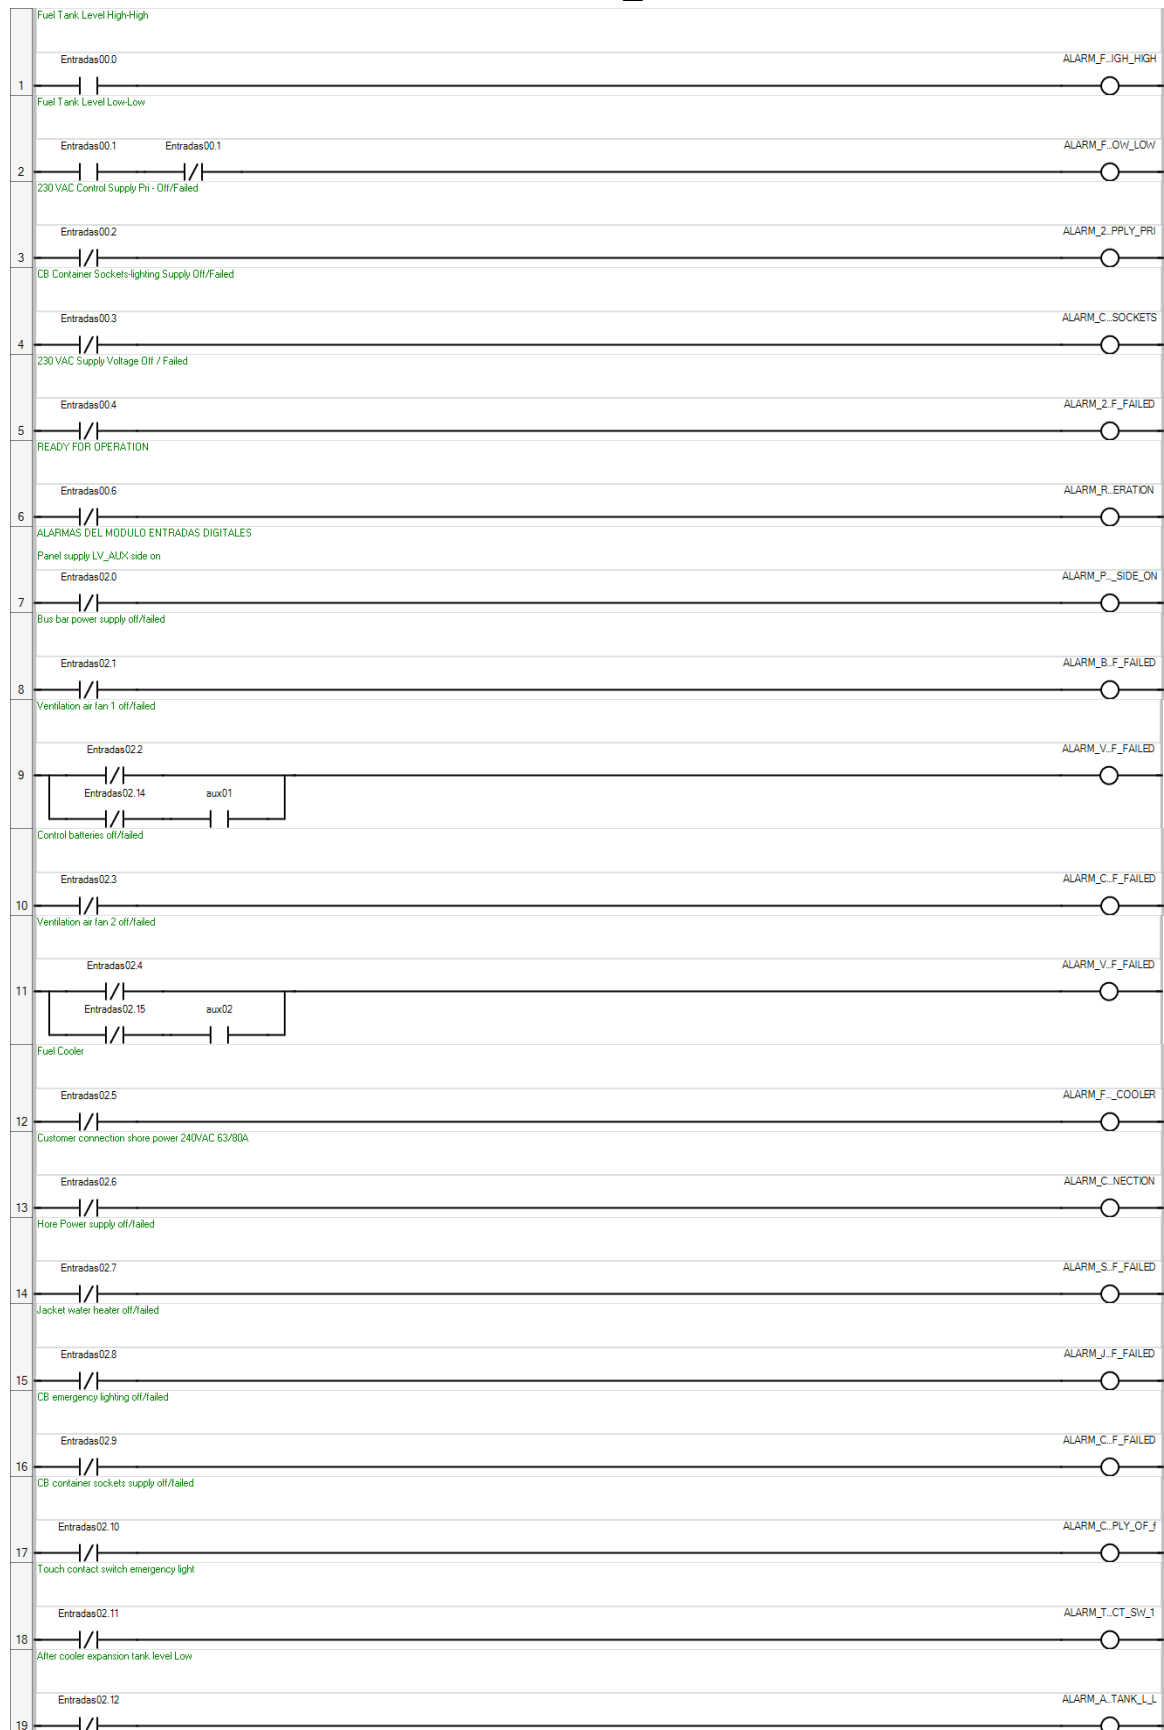 Fuel Tank Level High-High
Entradas00.0 ALARM_F...IGH_HIGH
1
Fuel Tank Level Low-Low
Entradas00.1 Entradas00.1 ALARM_F...OW_LOW
2
230 VAC Control Supply Pri - Off/Failed
Entradas00.2 ALARM_2...PPLY_PRI
3
CB Container Sockets-lighting Supply Off/Failed
Entradas00.3 ALARM_C...SOCKETS
4
230 VAC Supply Voltage Off / Failed
Entradas00.4 ALARM_2...F_FAILED
5
READY FOR OPERATION
Entradas00.6 ALARM_R...ERATION
6
ALARMAS DEL MODULO ENTRADAS DIGITALES
Panel supply LV_AUX side on
Entradas02.0 ALARM_P..._SIDE_ON
7
Bus bar power supply off/failed
Entradas02.1 ALARM_B...F_FAILED
8
Ventilation air fan 1 off/failed
Entradas02.2 ALARM_V...F_FAILED
9
Entradas02.14 aux01
Control batteries off/failed
Entradas02.3 ALARM_C...F_FAILED
10
Ventilation air fan 2 off/failed
Entradas02.4 ALARM_V...F_FAILED
11
Entradas02.15 aux02
Fuel Cooler
Entradas02.5 ALARM_F..._COOLER
12
Customer connection shore power 240VAC 63/80A
Entradas02.6 ALARM_C...NECTION
13
Hore Power supply off/failed
Entradas02.7 ALARM_S...F_FAILED
14
Jacket water heater off/failed
Entradas02.8 ALARM_J...F_FAILED
15
CB emergency lighting off/failed
Entradas02.9 ALARM_C...F_FAILED
16
CB container sockets supply off/failed
Entradas02.10 ALARM_C...PLY_OF_f
17
Touch contact switch emergency light
Entradas02.11 ALARM_T...CT_SW_1
18
After cooler expansion tank level Low
Entradas02.12 ALARM_A...TANK_L_L
19